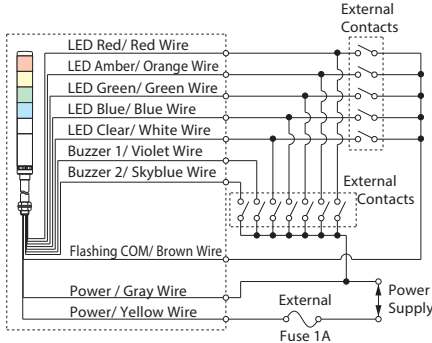 External
Contacts
LED Red/ Red Wire
LED Amber/ Orange Wire
LED Green/ Green Wire
LED Blue/ Blue Wire
LED Clear/ White Wire
Buzzer 1/ Violet Wire
Buzzer 2/ Skyblue Wire
External
Contacts
Flashing COM/ Brown Wire
Power / Gray Wire
Power/ Yellow Wire
External
Fuse 1A
Power
Supply